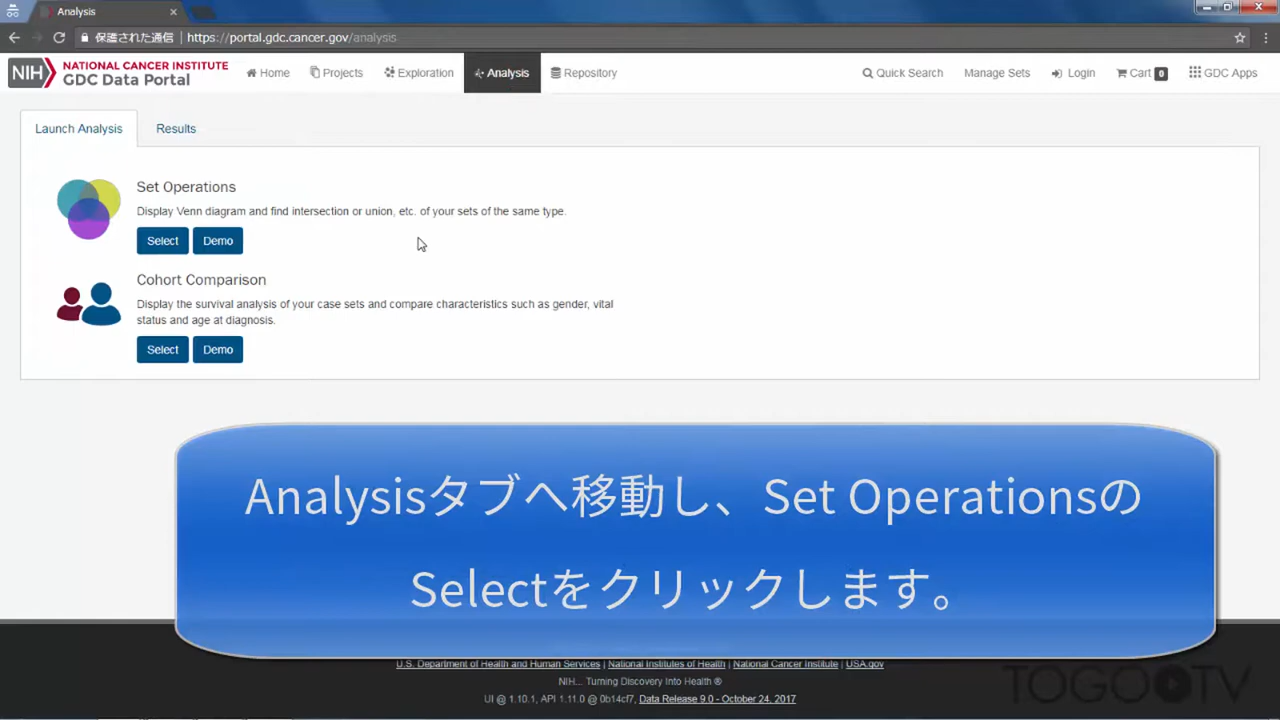 Analysis
保護された通信 | https://portal.gdc.cancer.gov/analysis
NIH NATIONAL CANCER INSTITUTE
GDC Data Portal
Home Projects Exploration Analysis Repository Quick Search Manage Sets Login Cart 0 GDC Apps
Launch Analysis Results
Set Operations
Display Venn diagram and find intersection or union, etc. of your sets of the same type.
Select Demo
Cohort Comparison
Display the survival analysis of your case sets and compare characteristics such as gender, vital
status and age at diagnosis.
Select Demo
Analysisタブへ移動し、Set Operationsの
Selectをクリックします。
U.S. Department of Health and Human Services | National Institutes of Health | National Cancer Institute | USA.gov
NIH... Turning Discovery Into Health ®
UI @ 1.10.1, API 1.11.0 @ 0b14cf7, Data Release 9.0 - October 24, 2017
TOGO TV